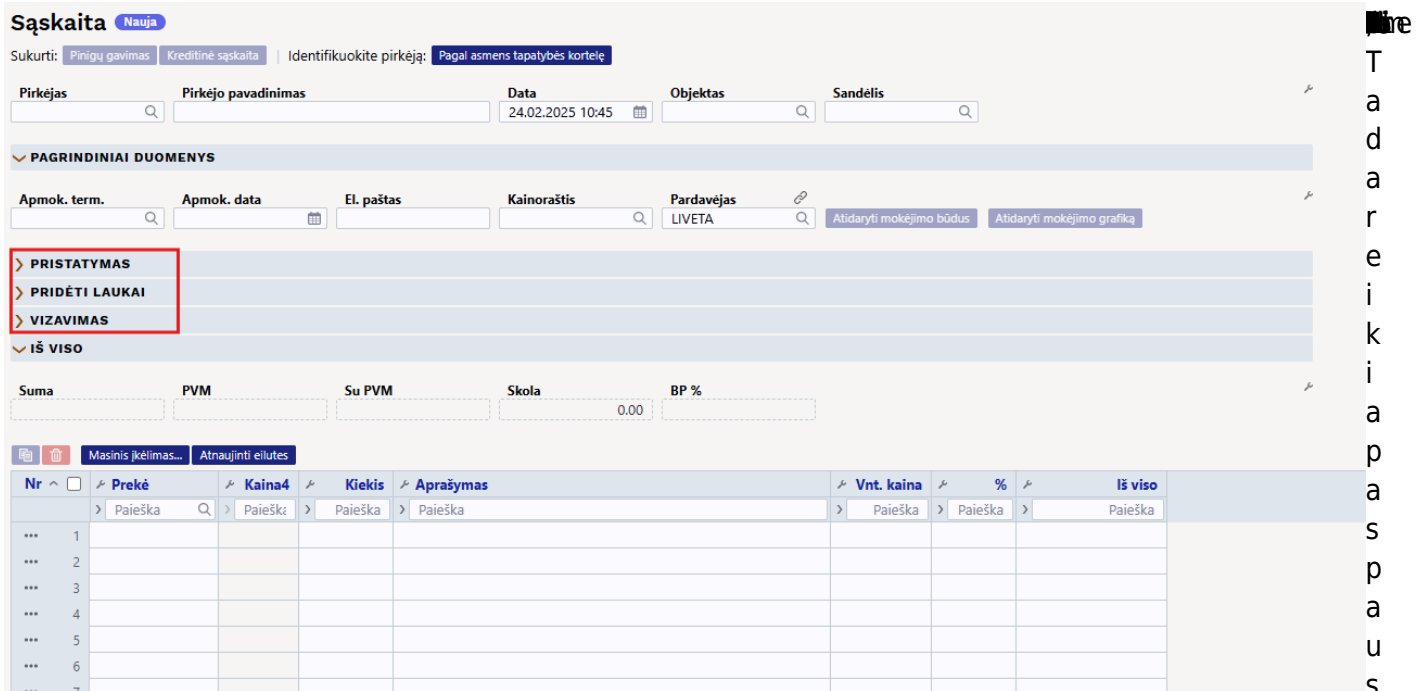 Sąskaita Nauja
Sukurti: Pinigų gavimas Kreditinė sąskaita | Identifikuokite pirkėją: Pagal asmens tapatybės kortelę
Pirkėjas Pirkėjo pavadinimas Data Objektas Sandėlis
24.02.2025 10:45
PAGRINDINIAI DUOMENYS
Apmok. term. Apmok. data El. paštas Kainoraštis Pardavėjas
LIVETA Atidaryti mokėjimo būdus Atidaryti mokėjimo grafiką
PRISTATYMAS
PRIDĖTI LAUKAI
VIZAVIMAS
IŠ VISO
Suma PVM Su PVM Skola BP %
0.00
Masinis įkėlimas... Atnaujinti eilutes
Nr Prekė Kaina4 Kiekis Aprašymas Vnt. kaina % Iš viso
Paieška Paieška Paieška Paieška Paieška Paieška Paieška
1
2
3
4
5
6
7
T
a
d
a
r
e
i
k
i
a
p
a
s
p
a
u
s